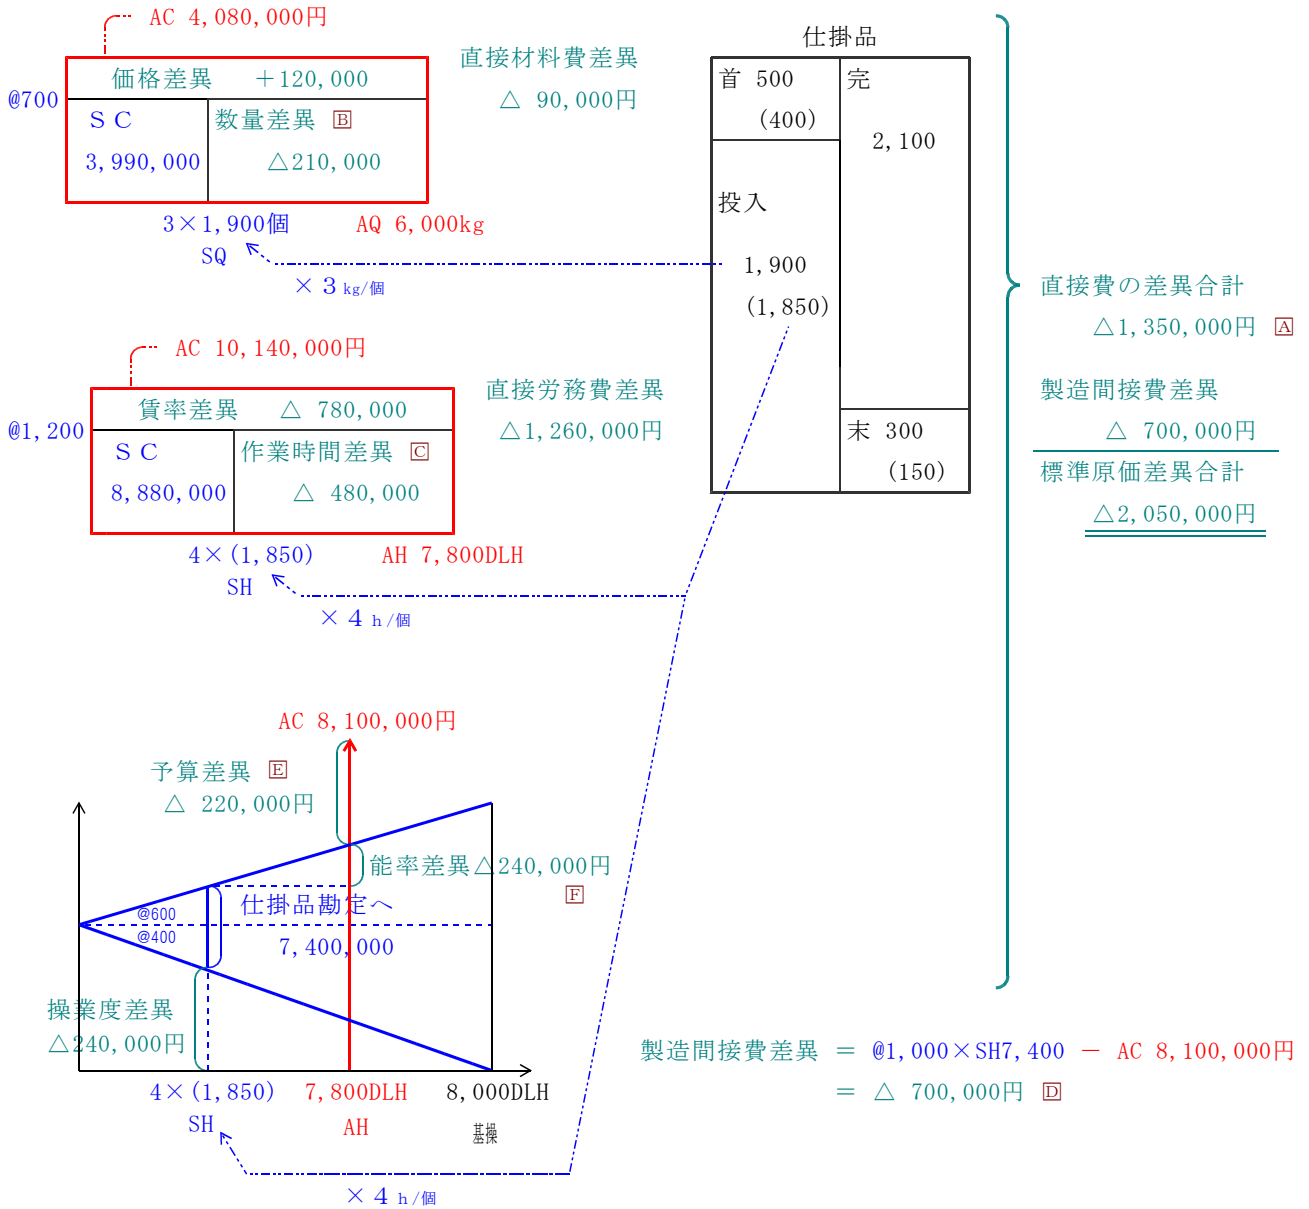 AC 4,080,000円
価格差異 ＋120,000
@700
ＳＣ
3,990,000
数量差異 B
△210,000
直接材料費差異
△ 90,000円
3×1,900個
SQ
AQ 6,000kg
×３kg/個
仕掛品
首 500
(400)
完
2,100
投入
1,900
(1,850)
末 300
(150)
AC 10,140,000円
賃率差異 △ 780,000
@1,200
ＳＣ
8,880,000
作業時間差異 C
△ 480,000
直接労務費差異
△1,260,000円
4×(1,850)
SH
AH 7,800DLH
×４ｈ/個
直接費の差異合計
△1,350,000円 A
製造間接費差異
△ 700,000円
標準原価差異合計
△2,050,000円
AC 8,100,000円
予算差異 E
△ 220,000円
能率差異△240,000円
F
@600
@400
仕掛品勘定へ
7,400,000
操業度差異
△240,000円
4×(1,850)
SH
7,800DLH
AH
8,000DLH
基操
×４ｈ/個
製造間接費差異 ＝ @1,000×SH7,400 － AC 8,100,000円
＝ △ 700,000円 D